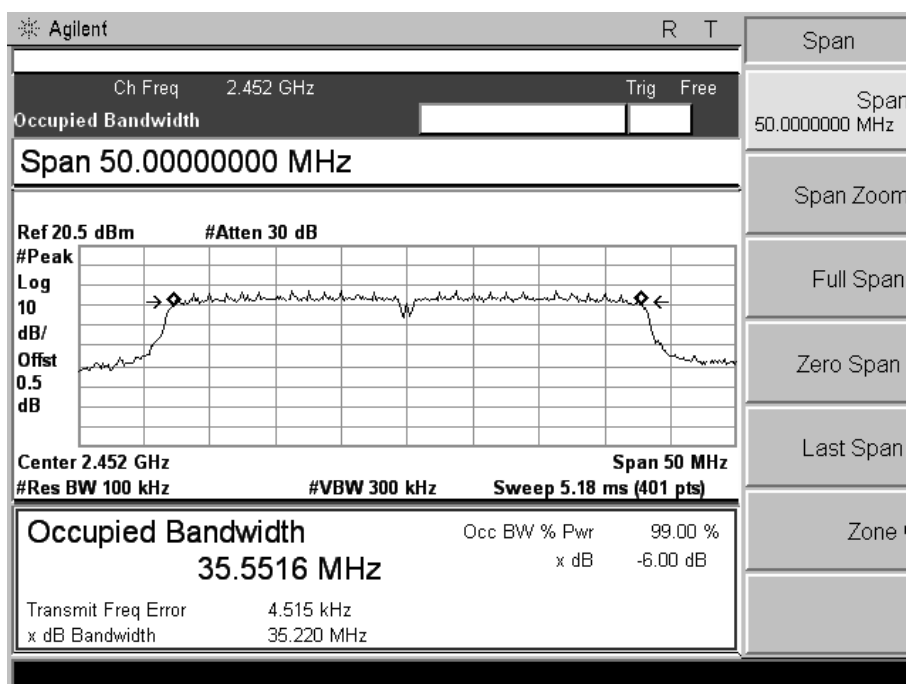 Agilent R T
Span
Ch Freq 2.452 GHz Trig Free
Occupied Bandwidth
Span
50.0000000 MHz
Span 50.00000000 MHz
Span Zoom
Ref 20.5 dBm #Atten 30 dB
#Peak
Log
10
dB/
Offst
0.5
dB
Full Span
Zero Span
Last Span
Center 2.452 GHz Span 50 MHz
#Res BW 100 kHz #VBW 300 kHz Sweep 5.18 ms (401 pts)
Occupied Bandwidth
35.5516 MHz
Occ BW % Pwr 99.00 %
x dB -6.00 dB
Zone
Transmit Freq Error 4.515 kHz
x dB Bandwidth 35.220 MHz